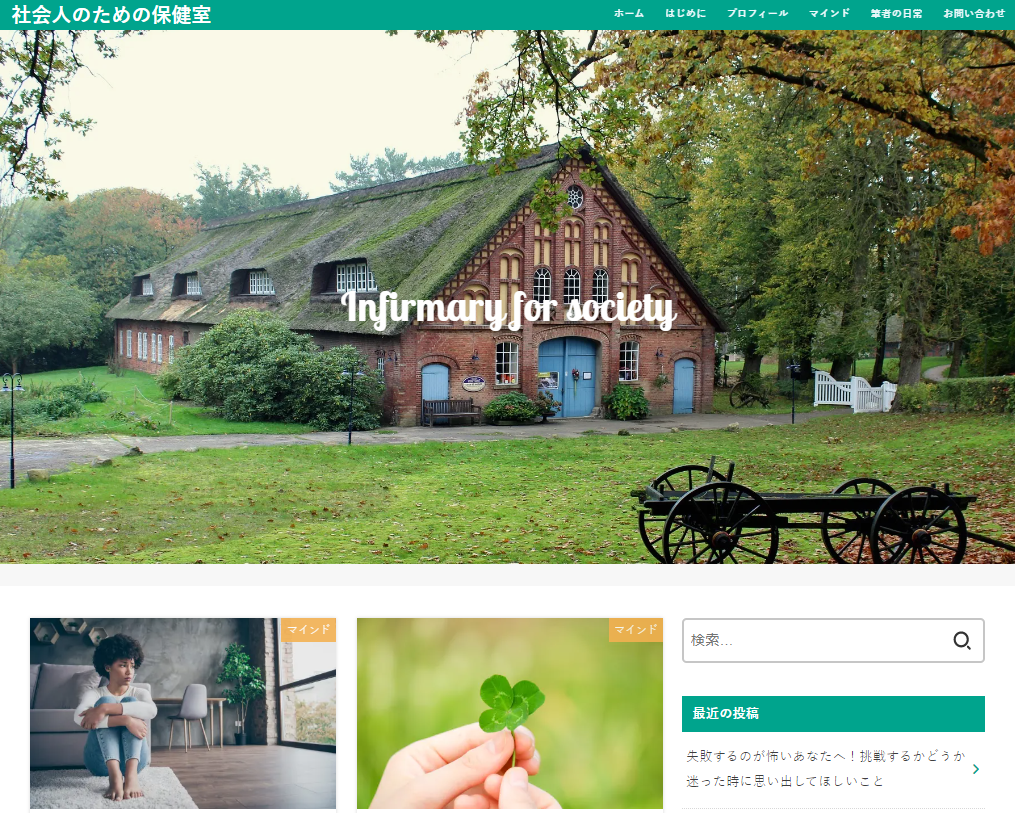 社会人のための保健室
ホーム はじめに プロフィール マインド 筆者の日常 お問い合わせ
Infirmary for society
マインド
マインド
検索...
最近の投稿
失敗するのが怖いあなたへ！挑戦するかどうか
迷った時に思い出してほしいこと